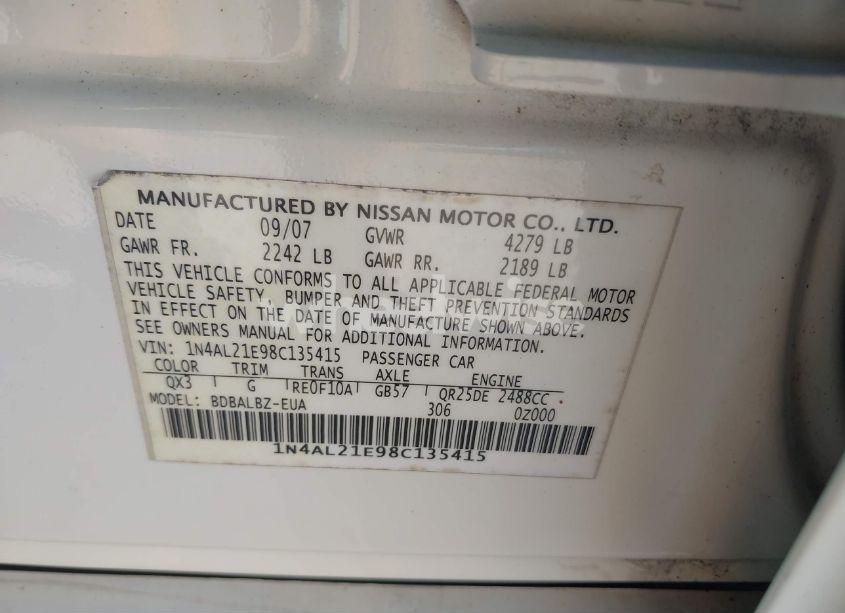 MANUFACTURED BY NISSAN MOTOR CO., LTD.
DATE 09/07 GVWR 4279 LB
GAWR FR. 2242 LB GAWR RR. 2189 LB
THIS VEHICLE CONFORMS TO ALL APPLICABLE FEDERAL MOTOR
VEHICLE SAFETY, BUMPER AND THEFT PREVENTION STANDARDS
IN EFFECT ON THE DATE OF MANUFACTURE SHOWN ABOVE.
SEE OWNERS MANUAL FOR ADDITIONAL INFORMATION.
VIN: 1N4AL21E98C135415 PASSENGER CAR
COLOR TRIM TRANS AXLE ENGINE
QX3 G RE0F10A GB57 QR25DE 2488CC
MODEL: BDBALBZ-EUA 306 0Z000
1N4AL21E98C135415